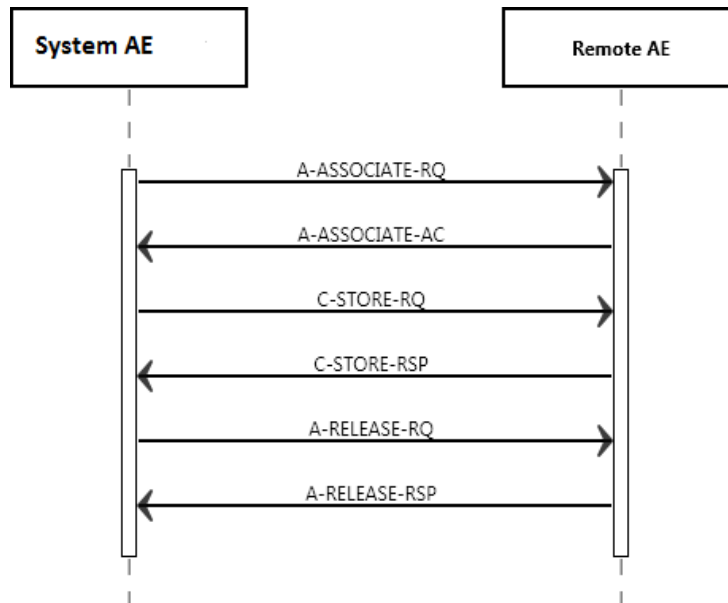 System AE
Remote AE
A-ASSOCIATE-RQ
A-ASSOCIATE-AC
C-STORE-RQ
C-STORE-RSP
A-RELEASE-RQ
A-RELEASE-RSP